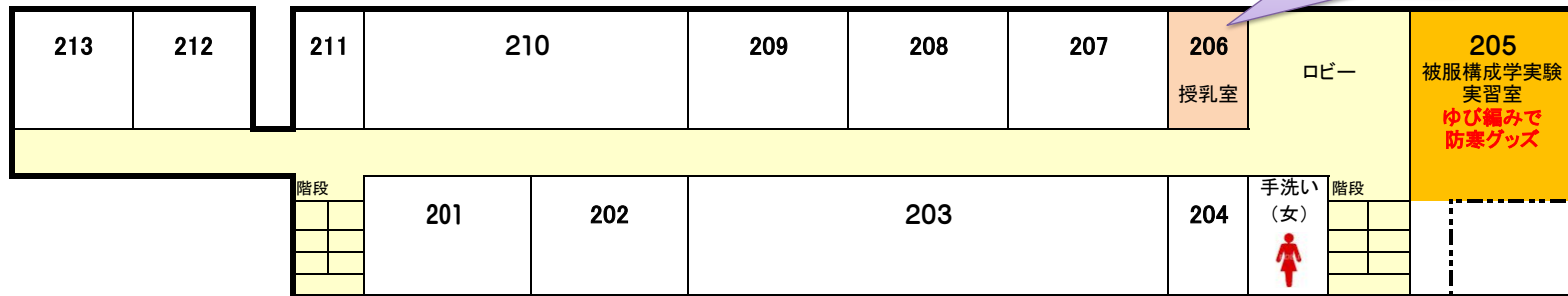 213
212
211
210
209
208
207
206
授乳室
ロビー
205
被服構成学実験
実習室
ゆび編みで
防寒グッズ
階段
201
202
203
204
手洗い
（女）
階段